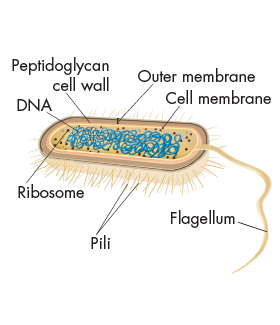 Peptidoglycan
cell wall
Outer membrane
DNA
Cell membrane
Ribosome
Flagellum
Pili